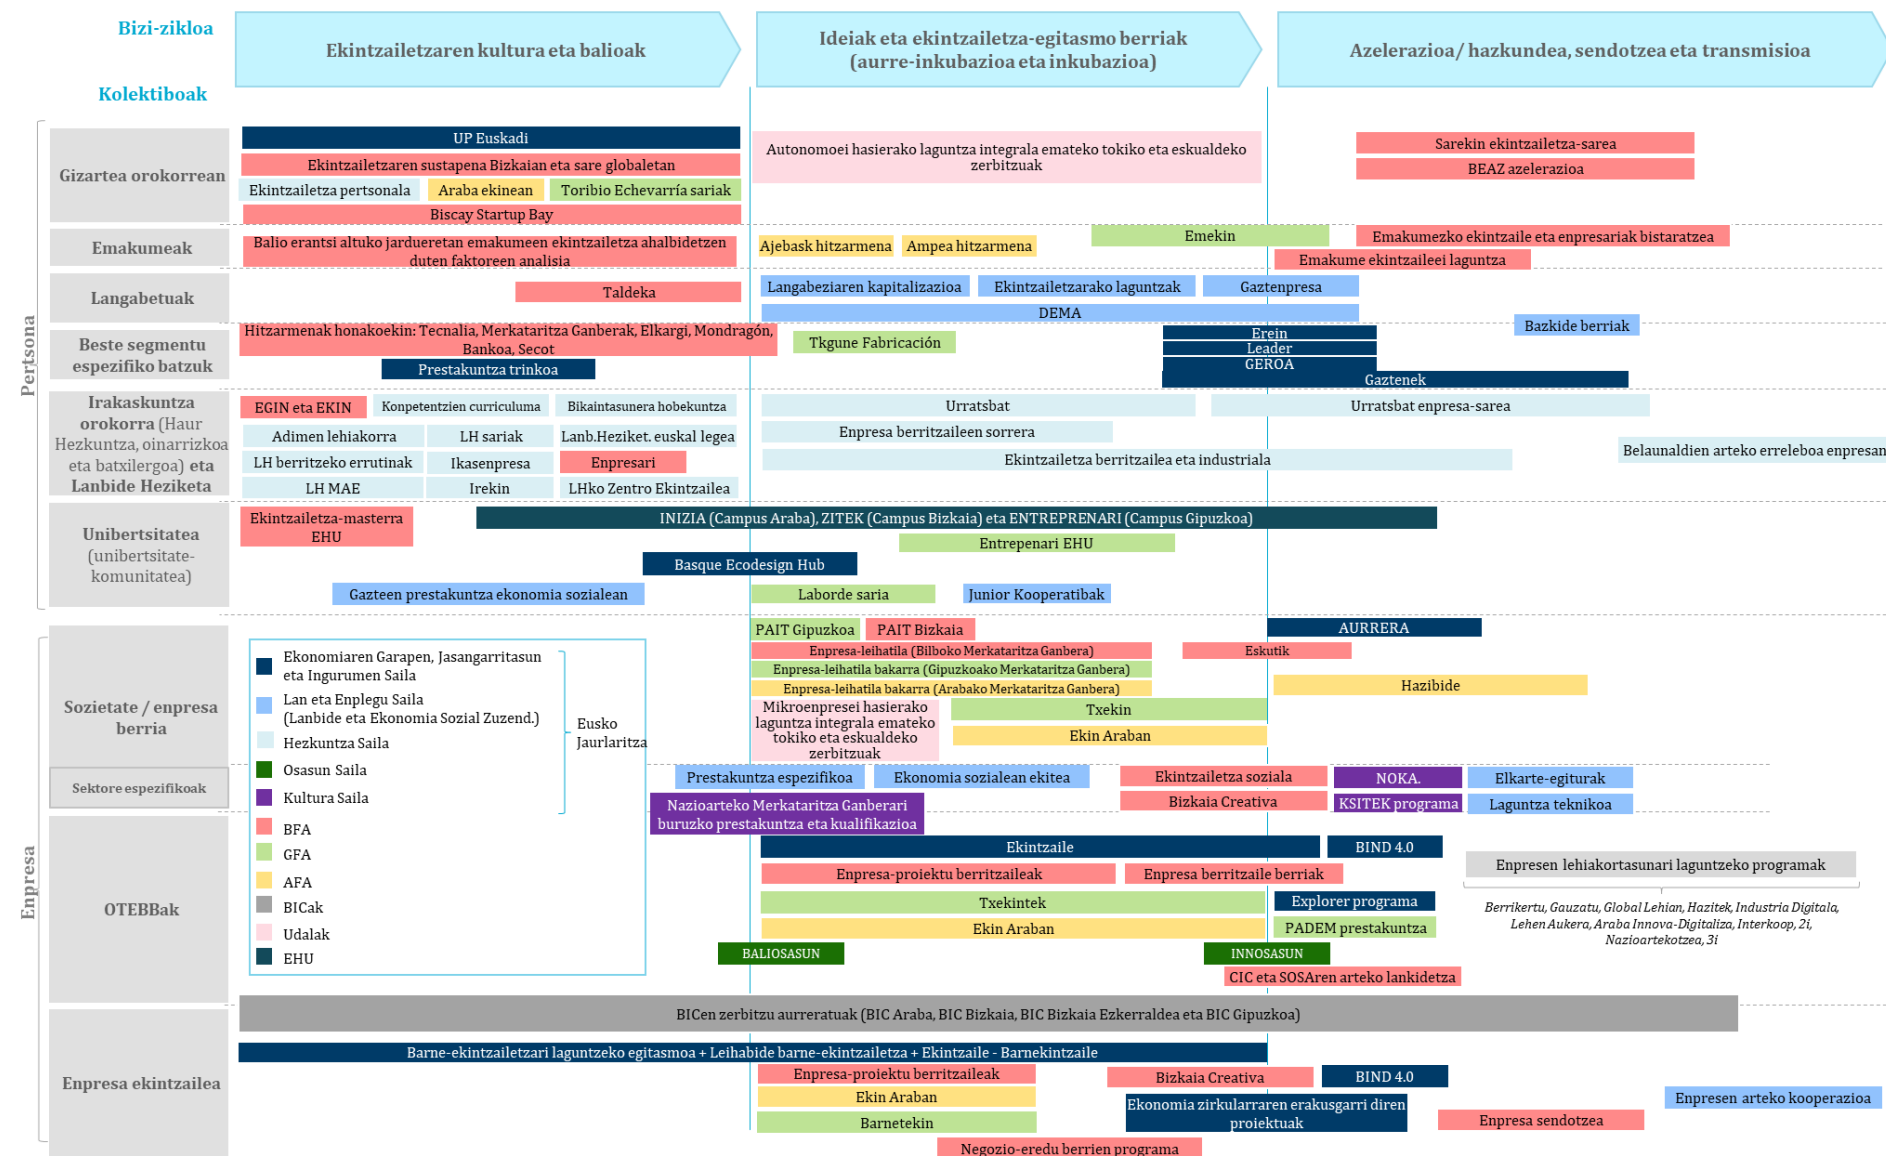 Bizi-zikloa
Ekintzailetzaren kultura eta balioak
Ideiak eta ekintzailetza-egitasmo berriak
(aurre-inkubazioa eta inkubazioa)
Azelerazioa/ hazkundea, sendotzea eta transmisioa
Kolektiboak
Pertsona
Gizartea orokorrean
UP Euskadi
Ekintzailetzaren sustapena Bizkaian eta sare globaletan
Ekintzailetza pertsonala
Araba ekinean
Toribio Echevarría sariak
Biscay Startup Bay
Autonomoei hasierako laguntza integrala emateko tokiko eta eskualdeko
zerbitzuak
Sarekin ekintzailetza-sarea
BEAZ azelerazioa
Emakumeak
Balio erantsi altuko jardueretan emakumeen ekintzailetza ahalbidetzen
duten faktoreen analisia
Ajebask hitzarmena
Ampea hitzarmena
Emekin
Emakumezko ekintzaile eta enpresariak bistaratzea
Emakume ekintzaileei laguntza
Langabetuak
Taldeka
Langabeziaren kapitalizazioa
Ekintzailetzarako laguntzak
Gaztenpresa
DEMA
Bazkide berriak
Beste segmentu
espezifiko batzuk
Hitzarmenak honakoekin: Tecnalia, Merkataritza Ganberak, Elkargi, Mondragón,
Bankoa, Secot
Prestakuntza trinkoa
Tkgune Fabricación
Erein
Leader
GEROA
Gaztenek
Irakaskuntza
orokorra (Haur
Hezkuntza, oinarrizkoa
eta batxilergoa) eta
Lanbide Heziketa
EGIN eta EKIN
Konpetentzien curriculuma
Bikaintasunera hobekuntza
Adimen lehiakorra
LH sariak
Lanb.Heziket. euskal legea
LH berritzeko errutinak
Ikasenpresa
Enpresari
LH MAE
Irekin
LHko Zentro Ekintzailea
Urratsbat
Urratsbat enpresa-sarea
Enpresa berritzaileen sorrera
Ekintzailetza berritzailea eta industriala
Belaunaldien arteko erreleboa enpresan
Unibertsitatea
(unibertsitate-
komunitatea)
Ekintzailetza-masterra
EHU
INIZIA (Campus Araba), ZITEK (Campus Bizkaia) eta ENTREPRENARI (Campus Gipuzkoa)
Entrepenari EHU
Basque Ecodesign Hub
Gazteen prestakuntza ekonomia sozialean
Laborde saria
Junior Kooperatibak
Enpresa
Sozietate / enpresa
berria
PAIT Gipuzkoa
PAIT Bizkaia
AURRERA
Enpresa-leihatila (Bilboko Merkataritza Ganbera)
Eskutik
Enpresa-leihatila bakarra (Gipuzkoako Merkataritza Ganbera)
Enpresa-leihatila bakarra (Arabako Merkataritza Ganbera)
Hazibide
Mikroenpresei hasierako
laguntza integrala emateko
tokiko eta eskualdeko
zerbitzuak
Txekin
Ekin Araban
Ekonomiaren Garapen, Jasangarritasun
eta Ingurumen Saila
Lan eta Enplegu Saila
(Lanbide eta Ekonomia Sozial Zuzend.)
Hezkuntza Saila
Osasun Saila
Kultura Saila
Eusko
Jaurlaritza
BFA
GFA
AFA
BICak
Udalak
EHU
Sektore espezifikoak
Prestakuntza espezifikoa
Ekonomia sozialean ekitea
Ekintzailetza soziala
NOKA.
Elkarte-egiturak
Nazioarteko Merkataritza Ganberari
buruzko prestakuntza eta kualifikazioa
Bizkaia Creativa
KSITEK programa
Laguntza teknikoa
OTEBBak
Ekintzaile
BIND 4.0
Enpresa-proiektu berritzaileak
Enpresa berritzaile berriak
Enpresen lehiakortasunari laguntzeko programak
Txekintek
Explorer programa
Ekin Araban
PADEM prestakuntza
Berrikertu, Gauzatu, Global Lehian, Hazitek, Industria Digitala,
Lehen Aukera, Araba Innova-Digitaliza, Interkoop, 2i,
Nazioartekotzea, 3i
BALIOSASUN
INNOSASUN
CIC eta SOSAren arteko lankidetza
BICen zerbitzu aurreratuak (BIC Araba, BIC Bizkaia, BIC Bizkaia Ezkerraldea eta BIC Gipuzkoa)
Enpresa ekintzailea
Barne-ekintzailetzari laguntzeko egitasmoa + Leihabide barne-ekintzailetza + Ekintzaile - Barnekintzaile
Enpresa-proiektu berritzaileak
Bizkaia Creativa
BIND 4.0
Ekin Araban
Ekonomia zirkularraren erakusgarri diren
proiektuak
Enpresen arteko kooperazioa
Barnetekin
Enpresa sendotzea
Negozio-eredu berrien programa